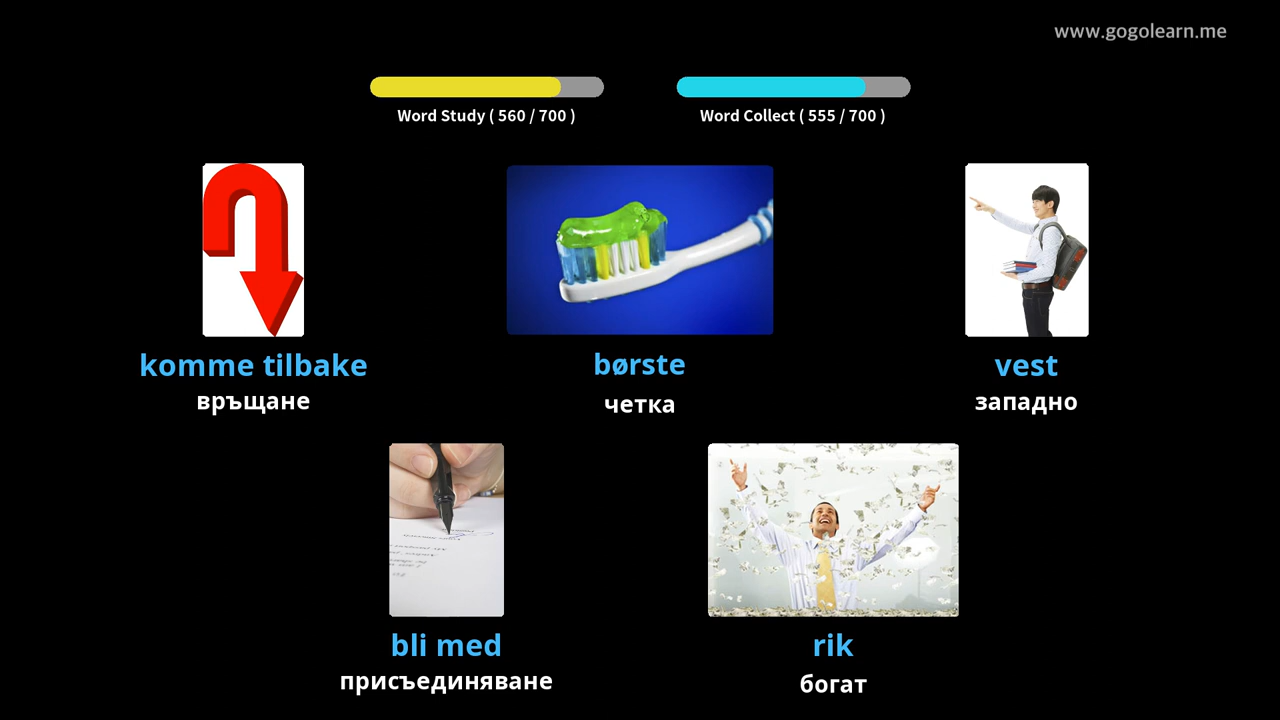 www.gogolearn.me
Word Study ( 560 / 700 )
Word Collect ( 555 / 700 )
komme tilbake
връщане
børste
четка
vest
западно
bli med
присъединяване
rik
богат